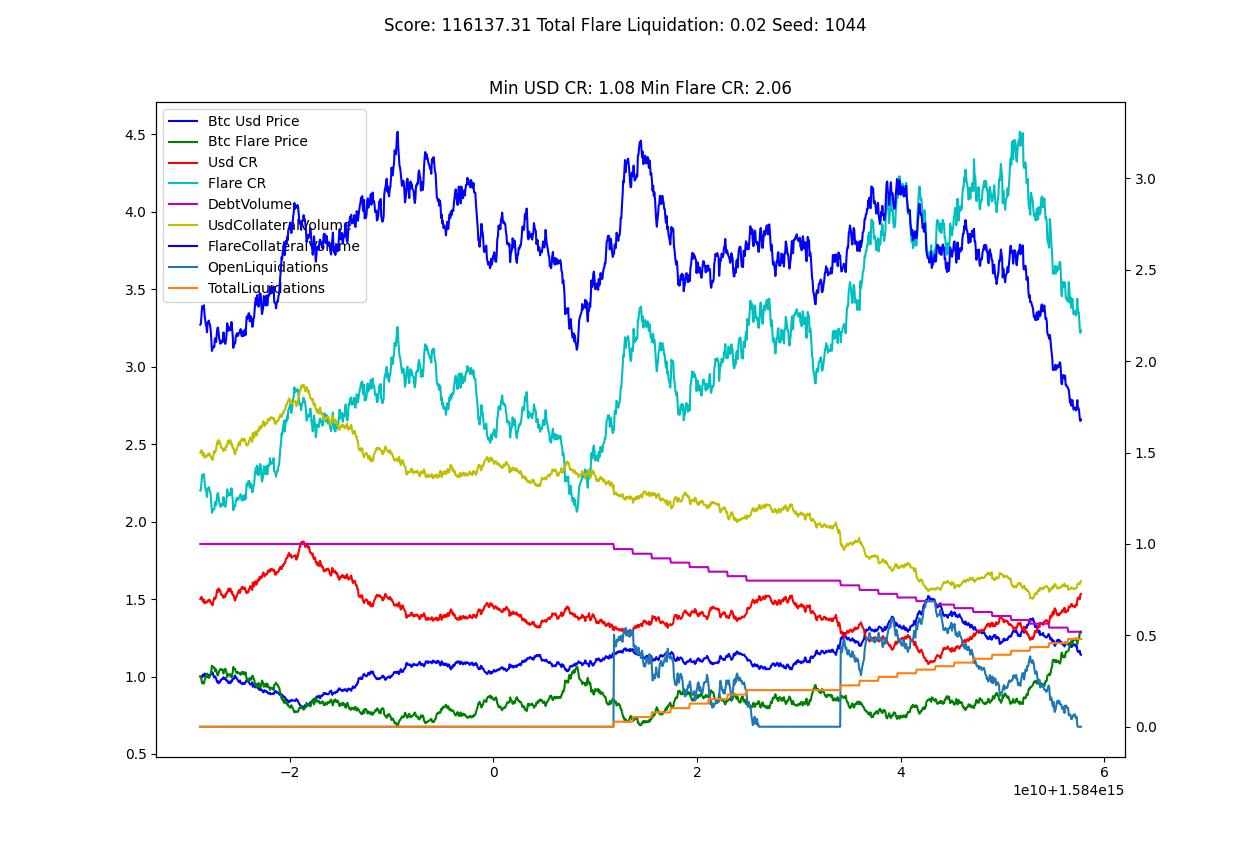 Score: 116137.31 Total Flare Liquidation: 0.02 Seed: 1044
Min USD CR: 1.08 Min Flare CR: 2.06
Btc Usd Price
Btc Flare Price
Usd CR
Flare CR
DebtVolume
UsdCollateralVolume
FlareCollateralVolume
OpenLiquidations
TotalLiquidations
4.5
4.0
3.5
3.0
2.5
2.0
1.5
1.0
0.5
3.0
2.5
2.0
1.5
1.0
0.5
0.0
−2
0
2
4
6
1e10+1.584e15